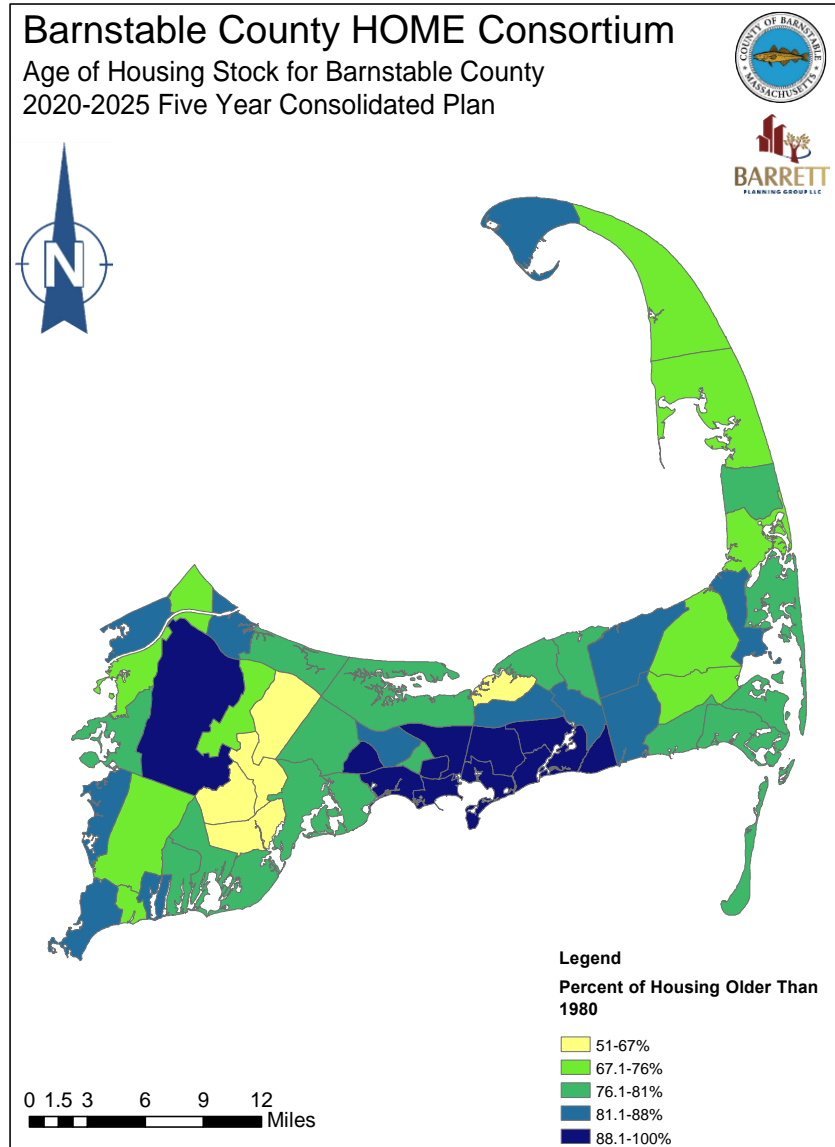 Barnstable County HOME Consortium
Age of Housing Stock for Barnstable County
2020-2025 Five Year Consolidated Plan
COUNTY OF BARNSTABLE
MASSACHUSETTS
BARRETT
PLANNING GROUP LLC
N
Legend
Percent of Housing Older Than
1980
51-67%
67.1-76%
76.1-81%
81.1-88%
88.1-100%
0 1.5 3 6 9 12
Miles